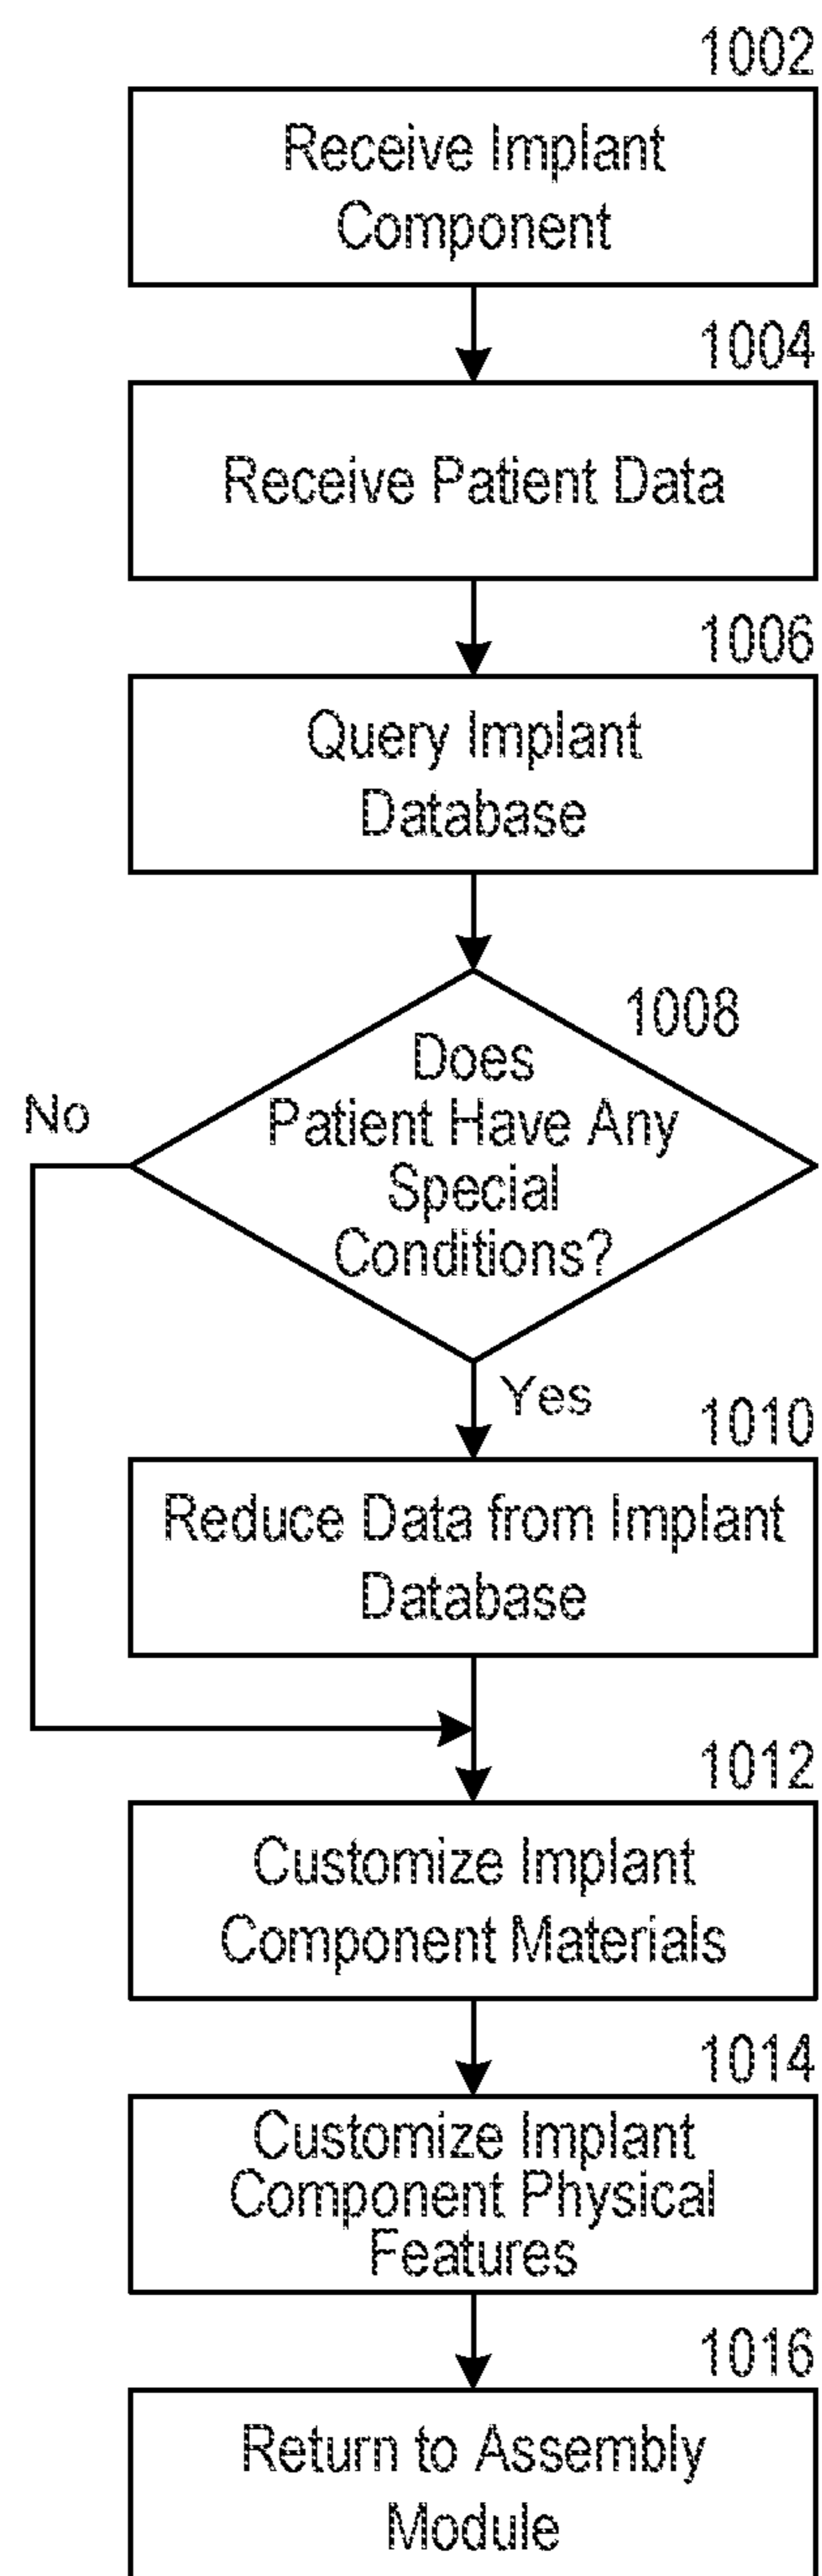 1002
Receive Implant
Component
1004
Receive Patient Data
1006
Query Implant
Database
1008
Does
Patient Have Any
Special
Conditions?
No
Yes
1010
Reduce Data from Implant
Database
1012
Customize Implant
Component Materials
1014
Customize Implant
Component Physical
Features
1016
Return to Assembly
Module